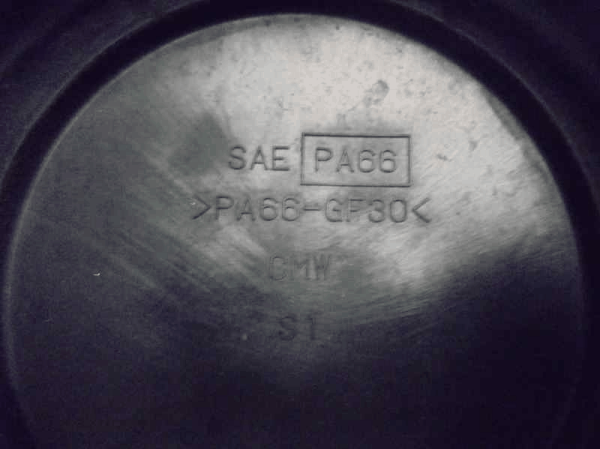 SAE PA66
>PA66-GF30<
CMW
S1